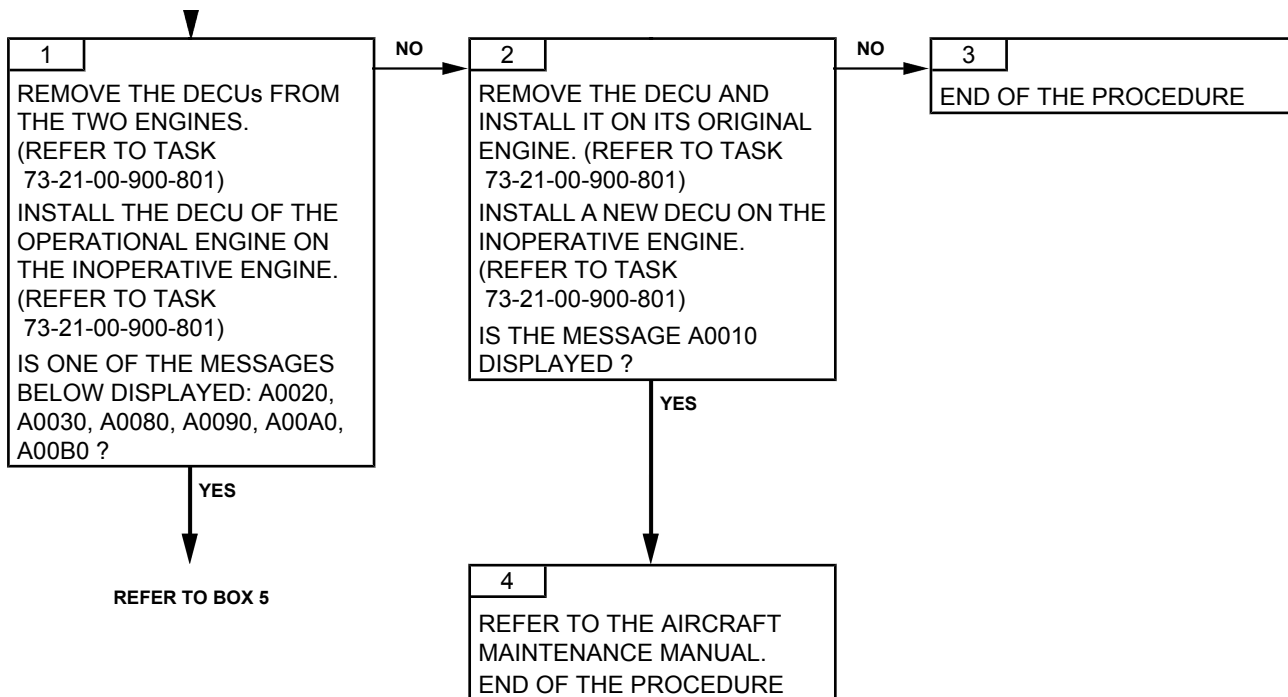 1
REMOVE THE DECUs FROM
THE TWO ENGINES.
(REFER TO TASK
73-21-00-900-801)
INSTALL THE DECU OF THE
OPERATIONAL ENGINE ON
THE INOPERATIVE ENGINE.
(REFER TO TASK
73-21-00-900-801)
IS ONE OF THE MESSAGES
BELOW DISPLAYED: A0020,
A0030, A0080, A0090, A00A0,
A00B0 ?
NO
YES
REFER TO BOX 5
2
REMOVE THE DECU AND
INSTALL IT ON ITS ORIGINAL
ENGINE. (REFER TO TASK
73-21-00-900-801)
INSTALL A NEW DECU ON THE
INOPERATIVE ENGINE.
(REFER TO TASK
73-21-00-900-801)
IS THE MESSAGE A0010
DISPLAYED ?
NO
YES
3
END OF THE PROCEDURE
4
REFER TO THE AIRCRAFT
MAINTENANCE MANUAL.
END OF THE PROCEDURE